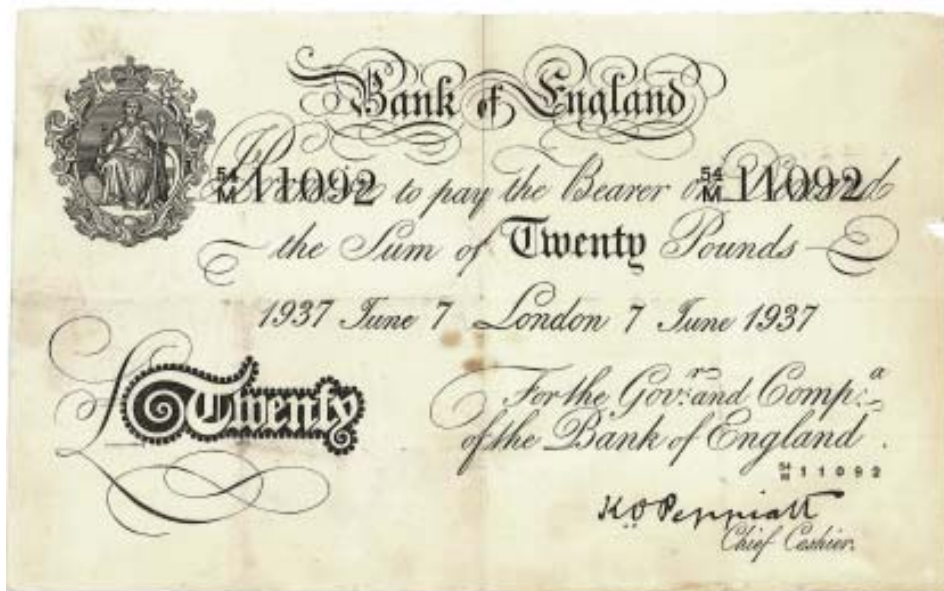 Bank of England
I Promise to pay the Bearer on Demand
54/M 11092 54/M 11092
the Sum of Twenty Pounds
1937 June 7 London 7 June 1937
£Twenty
For the Gov:r and Comp:a
of the Bank of England.
54/M 11092
K.O. Peppiatt
Chief Cashier.